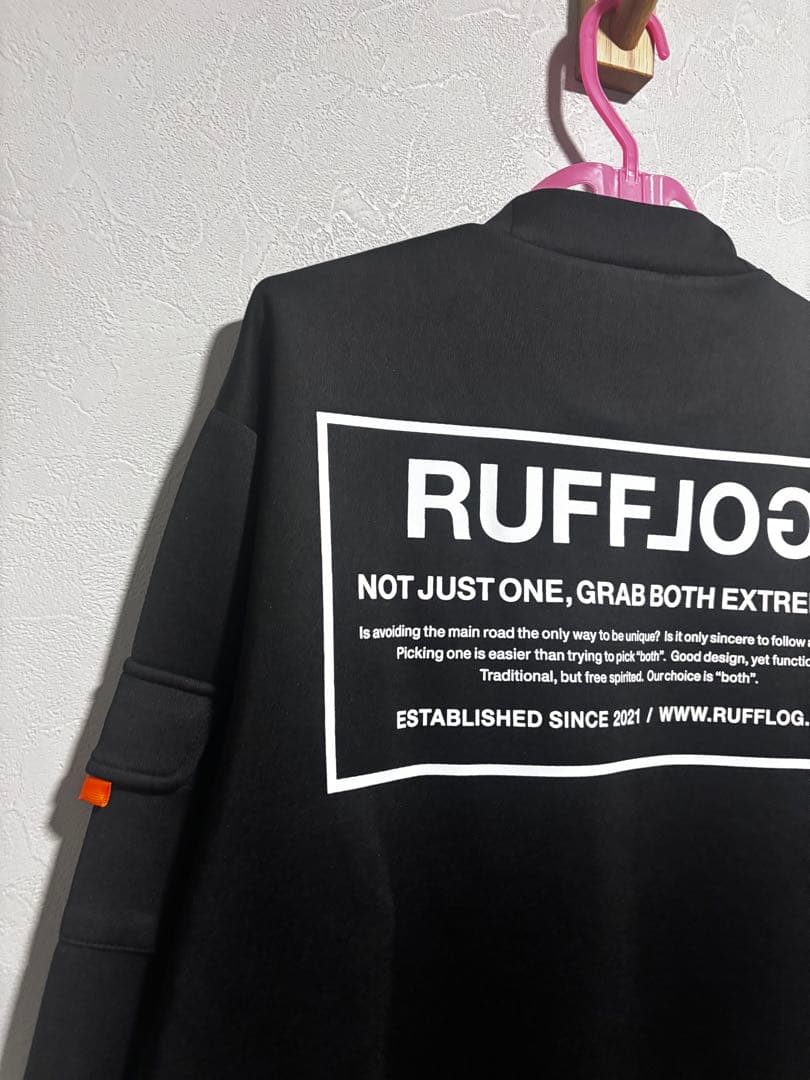 RUFFLOG
NOT JUST ONE, GRAB BOTH
Is avoiding the main road the only way to be unique? Is it only sincere to follow
Picking one is easier than trying to pick "both". Good design, yet
Traditional, but free spirited. Our choice is "both".
ESTABLISHED SINCE 2021 / WWW.RUFFLOG.